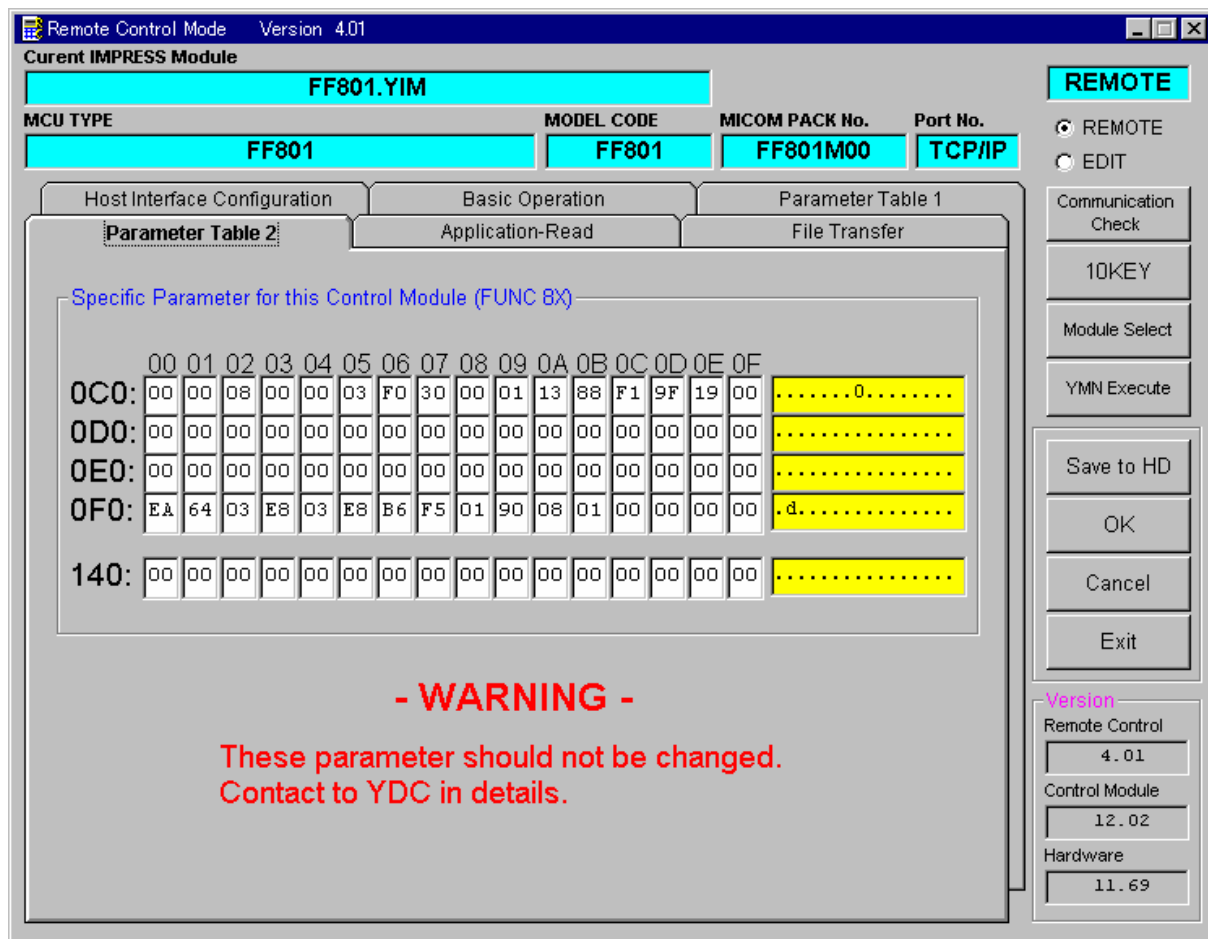 Remote Control Mode Version 4.01
Curent IMPRESS Module
FF801.YIM
MCU TYPE MODEL CODE MICOM PACK No. Port No.
FF801 FF801 FF801M00 TCP/IP
Host Interface Configuration Basic Operation Parameter Table 1
Parameter Table 2 Application-Read File Transfer
Specific Parameter for this Control Module (FUNC 8X)
00 01 02 03 04 05 06 07 08 09 0A 0B 0C 0D 0E 0F
0C0: 00 00 08 00 00 03 F0 30 00 01 13 88 F1 9F 19 00 .......0........
0D0: 00 00 00 00 00 00 00 00 00 00 00 00 00 00 00 00 ................
0E0: 00 00 00 00 00 00 00 00 00 00 00 00 00 00 00 00 ................
0F0: EA 64 03 E8 03 E8 B6 F5 01 90 08 01 00 00 00 00 .d..............
140: 00 00 00 00 00 00 00 00 00 00 00 00 00 00 00 00 ................
- WARNING -
These parameter should not be changed.
Contact to YDC in details.
REMOTE
REMOTE
EDIT
Communication
Check
10KEY
Module Select
YMN Execute
Save to HD
OK
Cancel
Exit
Version
Remote Control
4.01
Control Module
12.02
Hardware
11.69